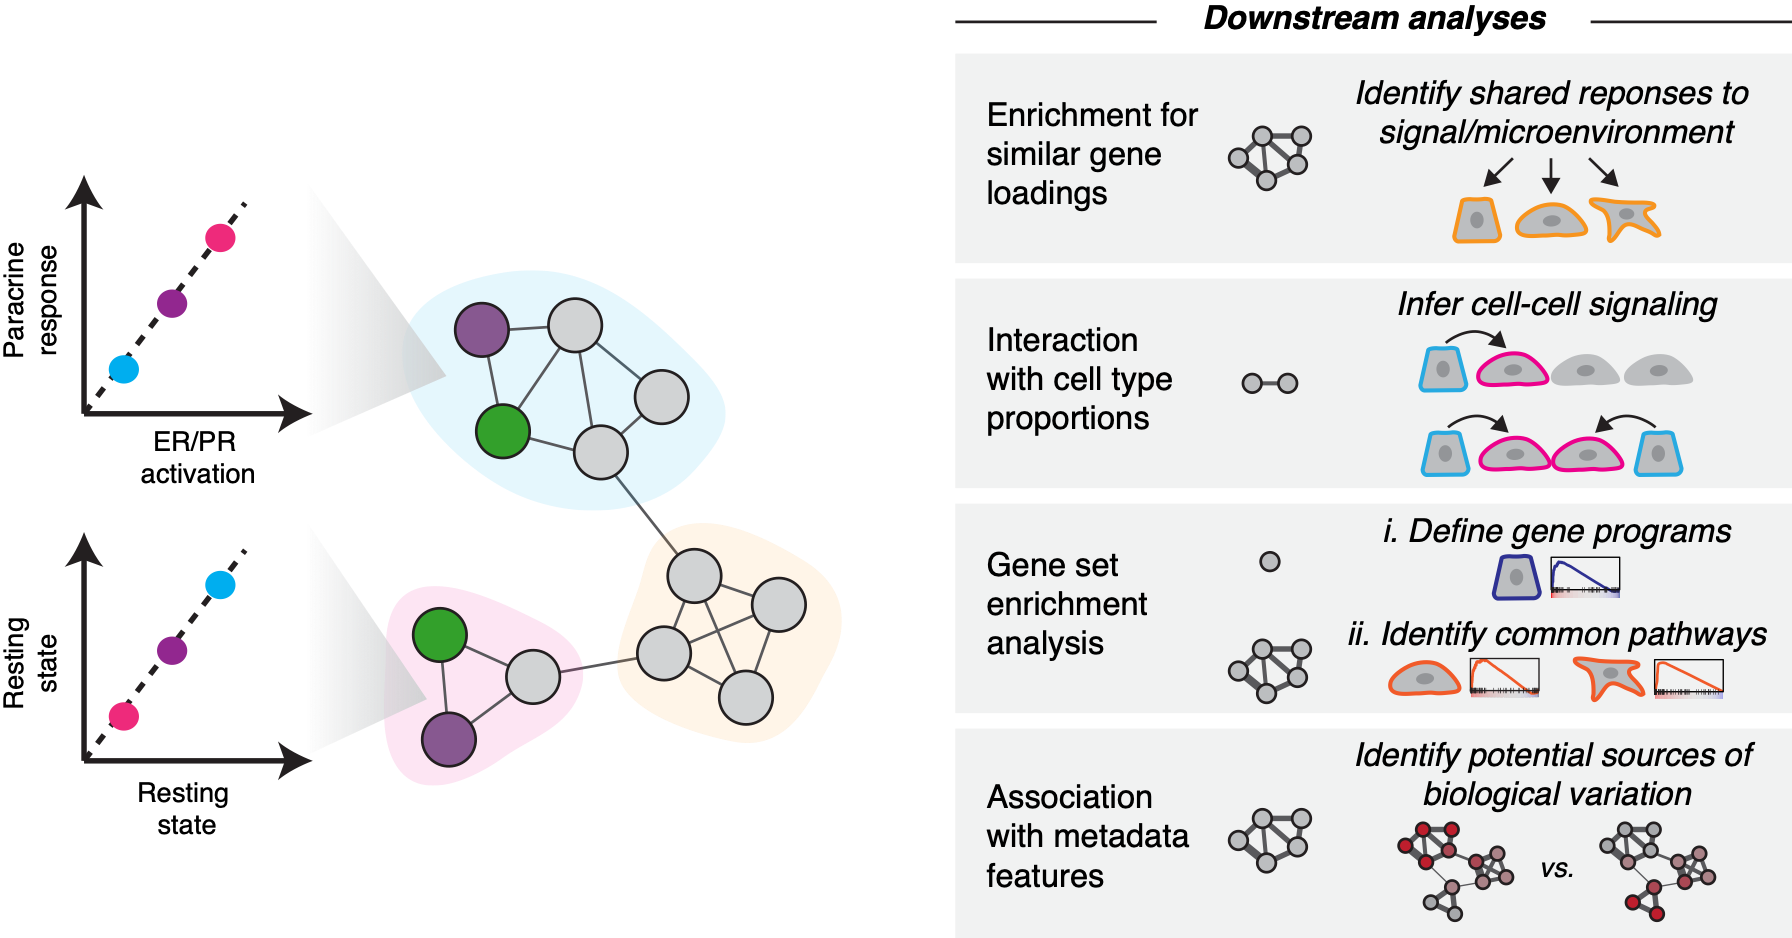 Downstream analyses
Paracrine
response
ER/PR
activation
Resting
state
Resting
state
Enrichment for
similar gene
loadings
Identify shared reponses to
signal/microenvironment
Interaction
with cell type
proportions
Infer cell-cell signaling
Gene set
enrichment
analysis
i. Define gene programs
ii. Identify common pathways
Association
with metadata
features
Identify potential sources of
biological variation
vs.